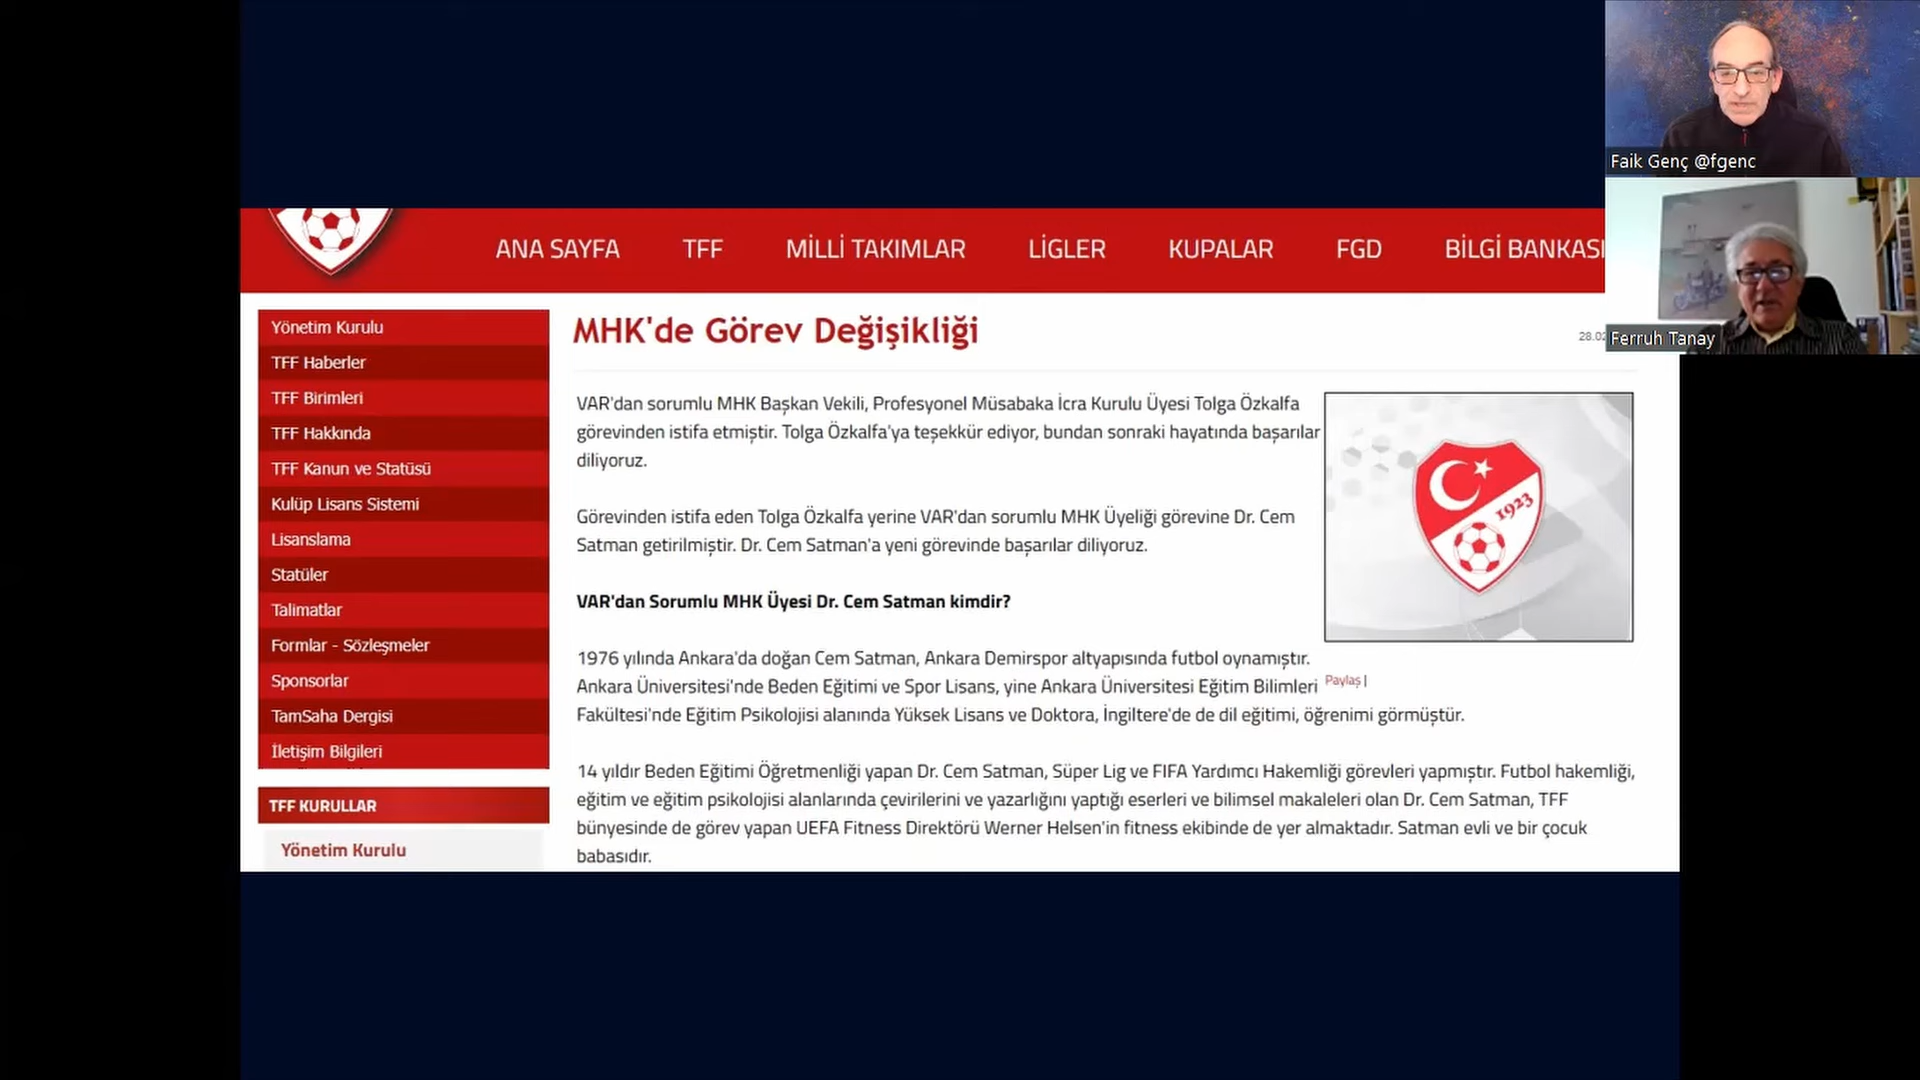 Faik Genç @fgenc
Ferruh Tanay
ANA SAYFA TFF MİLLİ TAKIMLAR LİGLER KUPALAR FGD BİLGİ BANKASI
Yönetim Kurulu
TFF Haberler
TFF Birimleri
TFF Hakkında
TFF Kanun ve Statüsü
Kulüp Lisans Sistemi
Lisanslama
Statüler
Talimatlar
Formlar - Sözleşmeler
Sponsorlar
TamSaha Dergisi
İletişim Bilgileri
TFF KURULLAR
Yönetim Kurulu
MHK'de Görev Değişikliği
28.02
VAR'dan sorumlu MHK Başkan Vekili, Profesyonel Müsabaka İcra Kurulu Üyesi Tolga Özkalfa
görevinden istifa etmiştir. Tolga Özkalfa'ya teşekkür ediyor, bundan sonraki hayatında başarılar
diliyoruz.
Görevinden istifa eden Tolga Özkalfa yerine VAR'dan sorumlu MHK Üyeliği görevine Dr. Cem
Satman getirilmiştir. Dr. Cem Satman'a yeni görevinde başarılar diliyoruz.
VAR'dan Sorumlu MHK Üyesi Dr. Cem Satman kimdir?
1976 yılında Ankara'da doğan Cem Satman, Ankara Demirspor altyapısında futbol oynamıştır.
Ankara Üniversitesi'nde Beden Eğitimi ve Spor Lisans, yine Ankara Üniversitesi Eğitim Bilimleri
Fakültesi'nde Eğitim Psikolojisi alanında Yüksek Lisans ve Doktora, İngiltere'de de dil eğitimi, öğrenimi görmüştür.
14 yıldır Beden Eğitimi Öğretmenliği yapan Dr. Cem Satman, Süper Lig ve FIFA Yardımcı Hakemliği görevleri yapmıştır. Futbol hakemliği,
eğitim ve eğitim psikolojisi alanlarında çevirilerini ve yazarlığını yaptığı eserleri ve bilimsel makaleleri olan Dr. Cem Satman, TFF
bünyesinde de görev yapan UEFA Fitness Direktörü Werner Helsen'in fitness ekibinde de yer almaktadır. Satman evli ve bir çocuk
babasıdır.
1923
Paylaş |